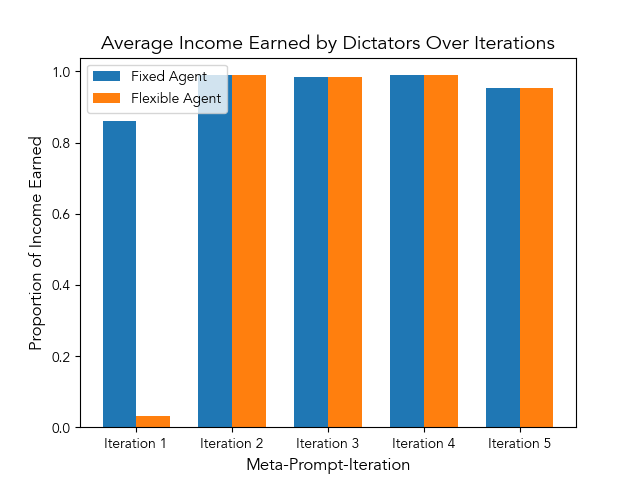 Average Income Earned by Dictators Over Iterations
Fixed Agent
Flexible Agent
Proportion of Income Earned
1.0
0.8
0.6
0.4
0.2
0.0
Iteration 1
Iteration 2
Iteration 3
Iteration 4
Iteration 5
Meta-Prompt-Iteration